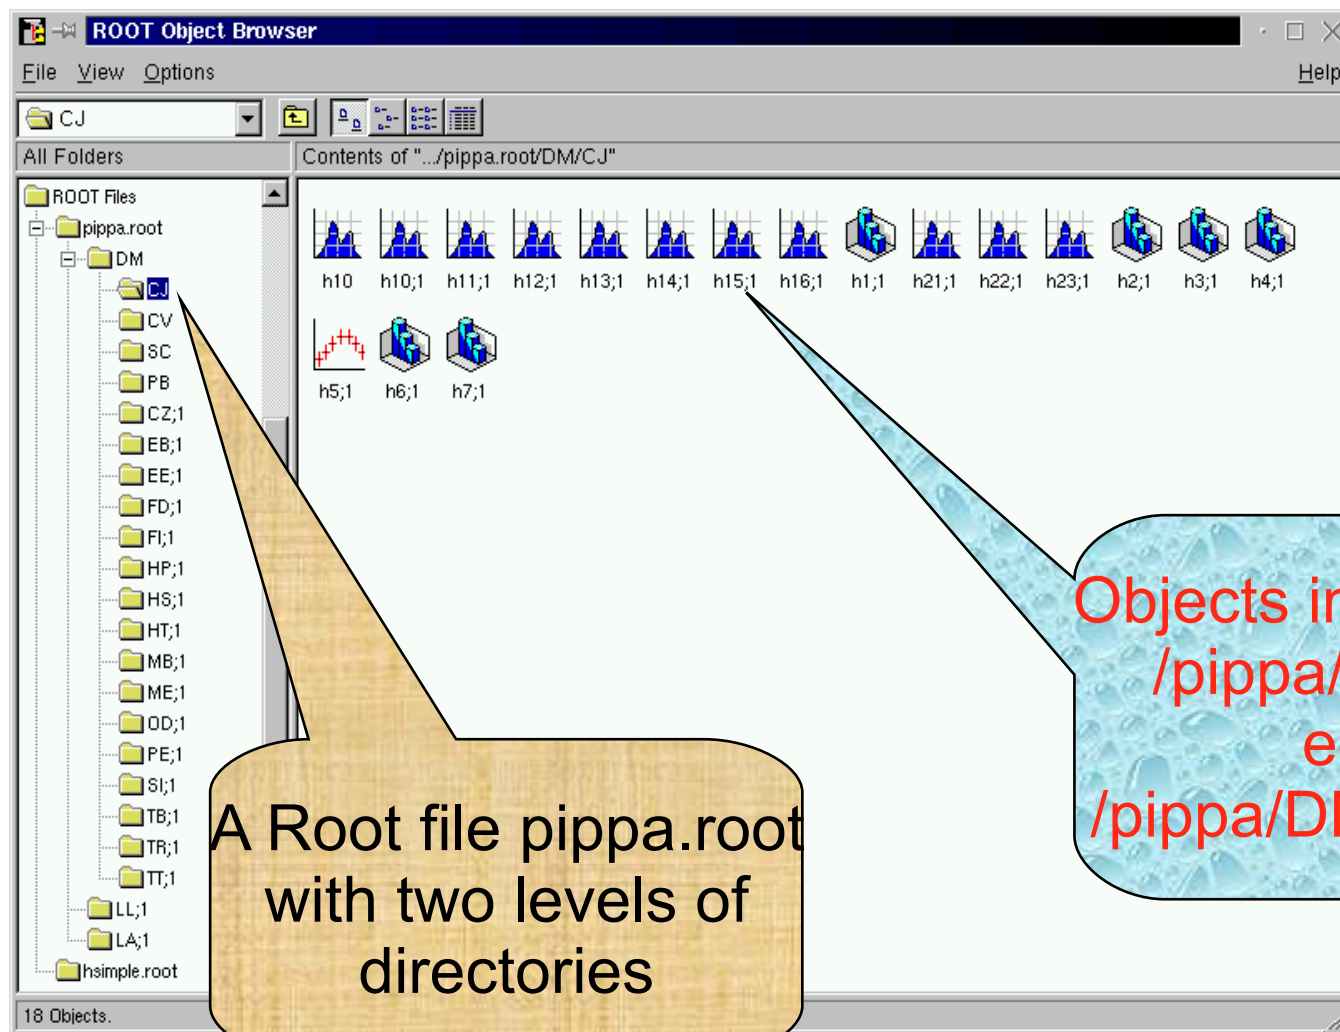 ROOT Object Browser
File View Options Help
CJ
All Folders
Contents of ".../pippa.root/DM/CJ"
ROOT Files
pippa.root
DM
CJ
CV
SC
PB
CZ;1
EB;1
EE;1
FD;1
FI;1
HP;1
HS;1
HT;1
MB;1
ME;1
OD;1
PE;1
SI;1
TB;1
TR;1
TT;1
LL;1
LA;1
hsimple.root
h10 h10;1 h11;1 h12;1 h13;1 h14;1 h15;1 h16;1 h1;1 h21;1 h22;1 h23;1 h2;1 h3;1 h4;1
h5;1 h6;1 h7;1
A Root file pippa.root
with two levels of
directories
Objects in
/pippa/
e
/pippa/D
18 Objects.